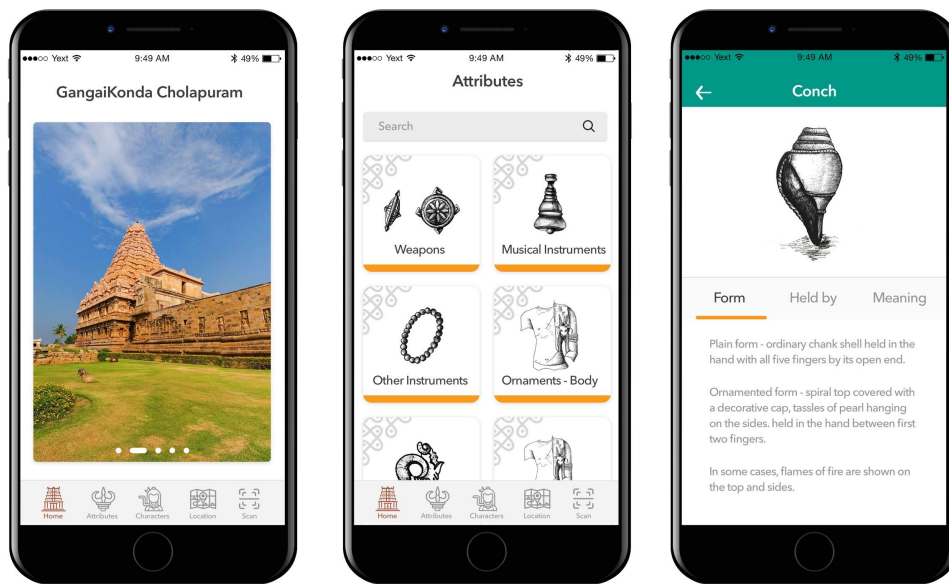 Yext 9:49 AM 49%
GangaiKonda Cholapuram
Home Attributes Characters Location Scan
Yext 9:49 AM 49%
Attributes
Search
Weapons Musical Instruments
Other Instruments Ornaments - Body
Home Attributes Characters Location Scan
Yext 9:49 AM 49%
Conch
Form Held by Meaning
Plain form - ordinary chank shell held in the
hand with all five fingers by its open end.
Ornamented form - spiral top covered with
a decorative cap, tassles of pearl hanging
on the sides. held in the hand between first
two fingers.
In some cases, flames of fire are shown on
the top and sides.